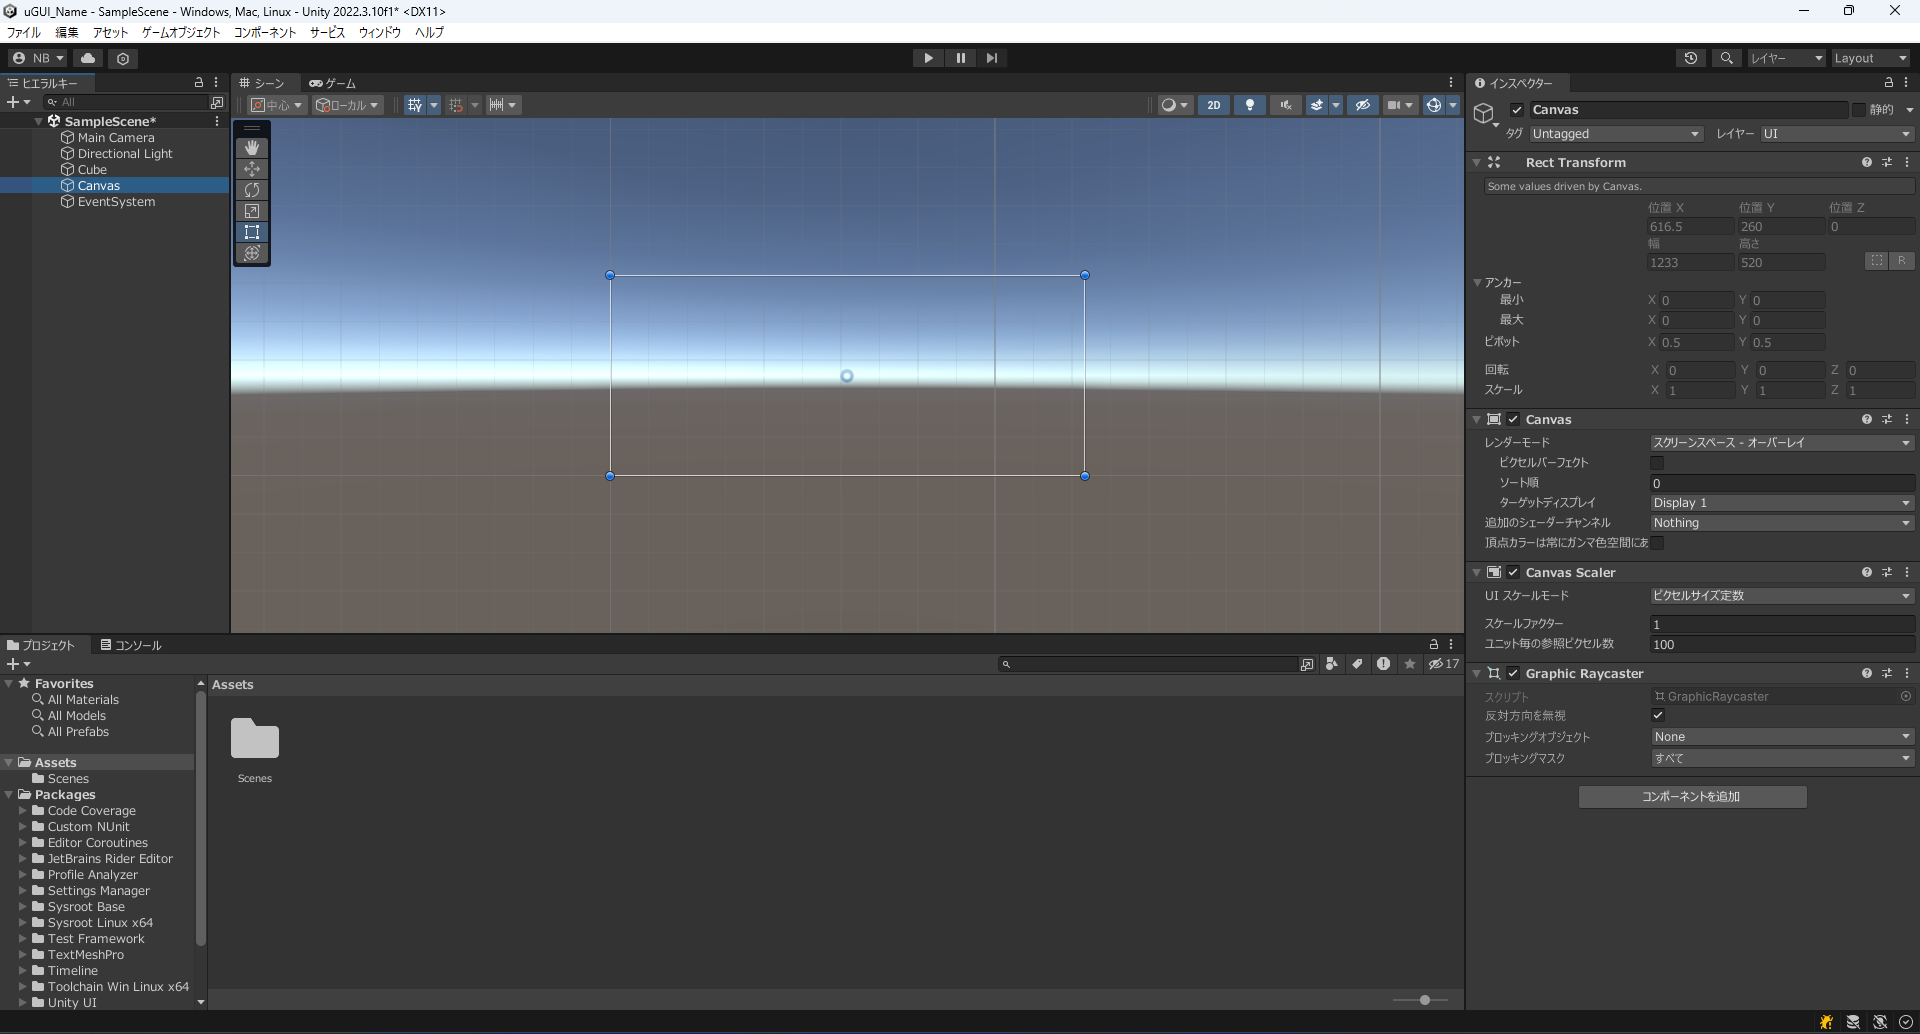 uGUI_Name - SampleScene - Windows, Mac, Linux - Unity 2022.3.10f1* <DX11>
ファイル 編集 アセット ゲームオブジェクト コンポーネント サービス ウィンドウ ヘルプ
NB
レイヤー Layout
ヒエラルキー
All
SampleScene*
Main Camera
Directional Light
Cube
Canvas
EventSystem
シーン ゲーム
中心 ローカル
2D
インスペクター
Canvas 静的
タグ Untagged レイヤー UI
Rect Transform
Some values driven by Canvas.
位置 X 位置 Y 位置 Z
616.5 260 0
幅 高さ
1233 520 R
アンカー
最小 X 0 Y 0
最大 X 0 Y 0
ピボット X 0.5 Y 0.5
回転 X 0 Y 0 Z 0
スケール X 1 Y 1 Z 1
Canvas
レンダーモード スクリーンスペース - オーバーレイ
ピクセルパーフェクト
ソート順 0
ターゲットディスプレイ Display 1
追加のシェーダーチャンネル Nothing
頂点カラーは常にガンマ色空間にあ
Canvas Scaler
UI スケールモード ピクセルサイズ定数
スケールファクター 1
ユニット毎の参照ピクセル数 100
Graphic Raycaster
スクリプト GraphicRaycaster
反対方向を無視
ブロッキングオブジェクト None
ブロッキングマスク すべて
コンポーネントを追加
プロジェクト コンソール
17
Favorites
All Materials
All Models
All Prefabs
Assets
Scenes
Packages
Code Coverage
Custom NUnit
Editor Coroutines
JetBrains Rider Editor
Profile Analyzer
Settings Manager
Sysroot Base
Sysroot Linux x64
Test Framework
TextMeshPro
Timeline
Toolchain Win Linux x64
Unity UI
Assets
Scenes